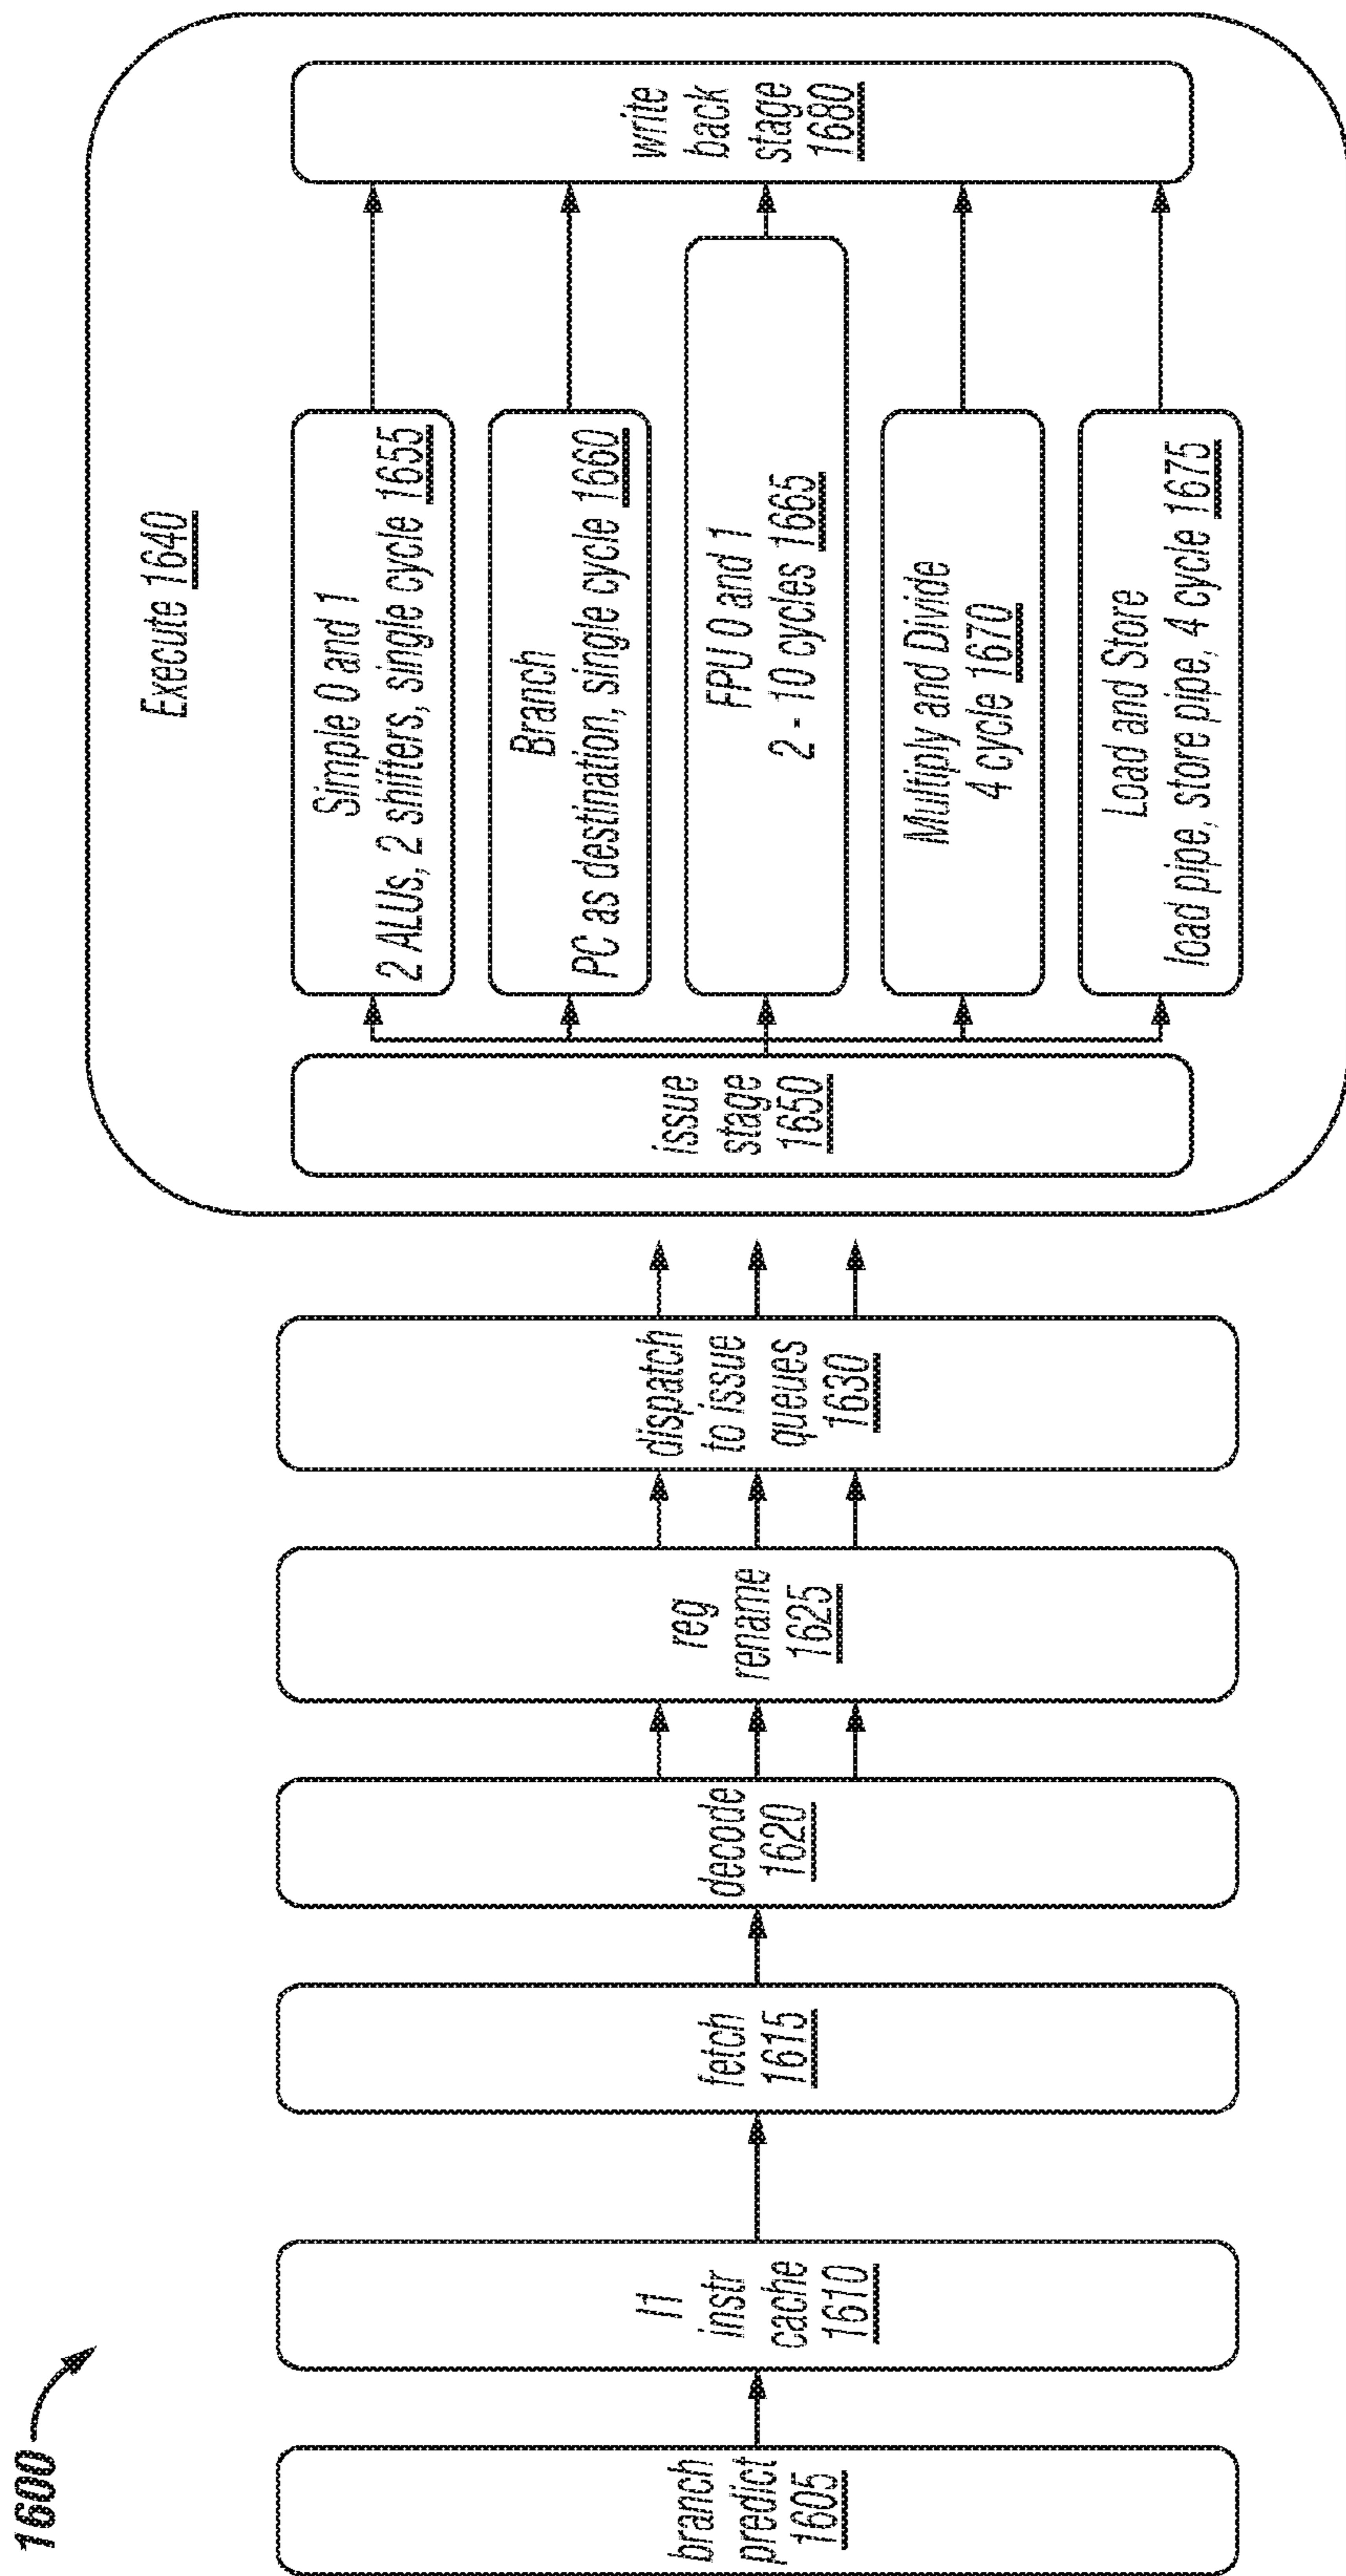 1600
branch
predict
1605
l1
instr
cache
1610
fetch
1615
decode
1620
reg
rename
1625
dispatch
to issue
queues
1630
Execute 1640
issue
stage
1650
Simple 0 and 1
2 ALUs, 2 shifters, single cycle 1655
Branch
PC as destination, single cycle 1660
FPU 0 and 1
2 - 10 cycles 1665
Multiply and Divide
4 cycle 1670
Load and Store
load pipe, store pipe, 4 cycle 1675
write
back
stage
1680